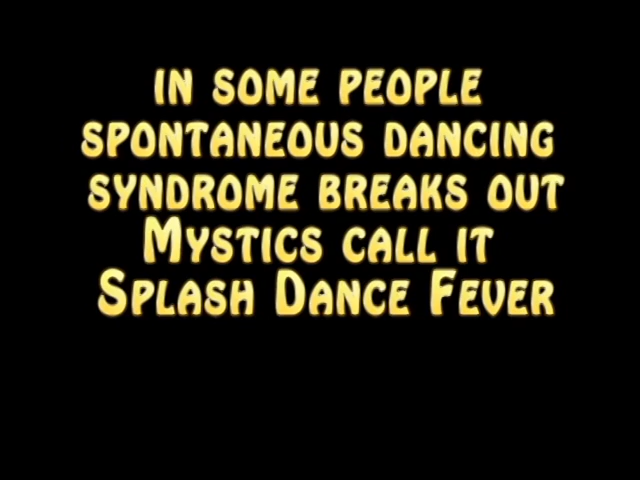 IN SOME PEOPLE
SPONTANEOUS DANCING
SYNDROME BREAKS OUT
MYSTICS CALL IT
SPLASH DANCE FEVER